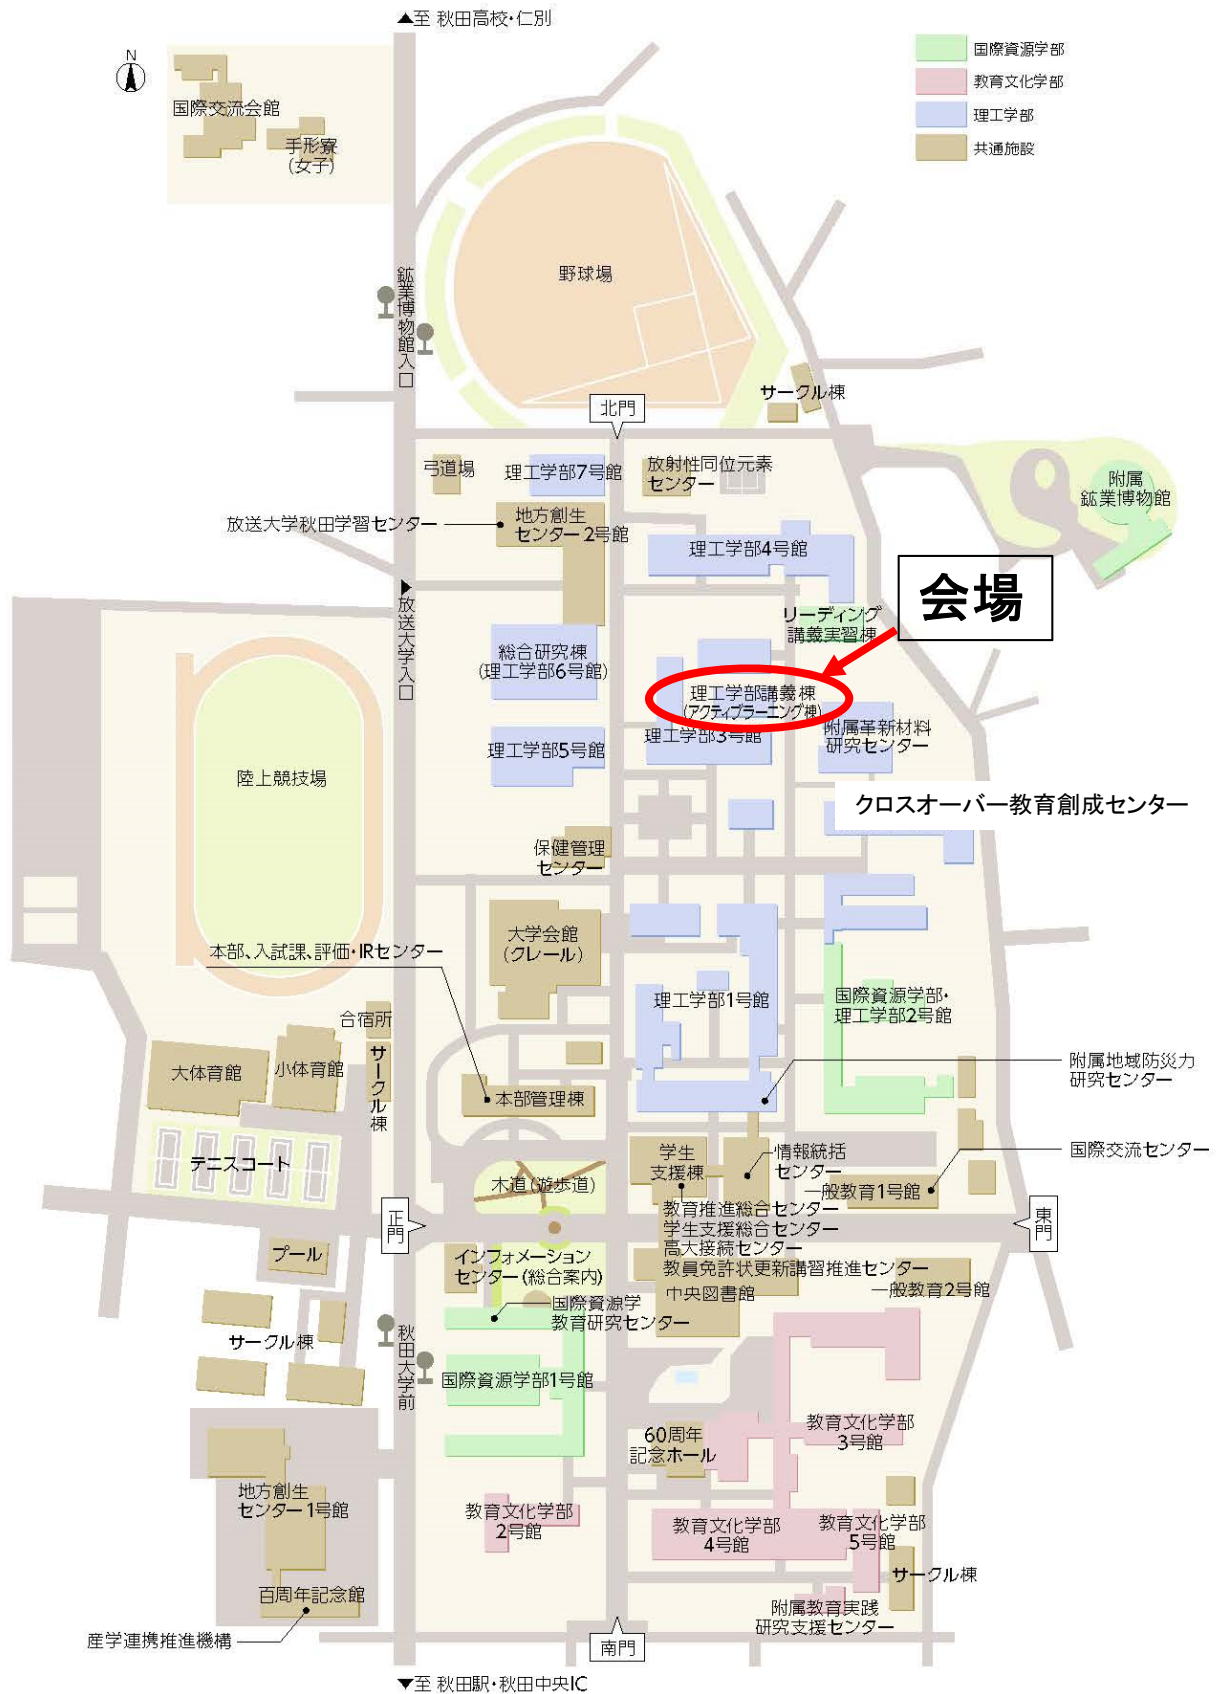 ▲至 秋田高校・仁別
N
国際資源学部
教育文化学部
理工学部
共通施設
国際交流会館
手形寮
(女子)
野球場
鉱業博物館入口
サークル棟
北門
弓道場
理工学部7号館
放射性同位元素
センター
附属
鉱業博物館
放送大学秋田学習センター
地方創生
センター2号館
理工学部4号館
会場
▶放送大学入口
リーディング
講義実習棟
総合研究棟
(理工学部6号館)
理工学部講義棟
(アクティブラーニング棟)
理工学部5号館
理工学部3号館
附属革新材料
研究センター
陸上競技場
クロスオーバー教育創成センター
保健管理
センター
大学会館
(クレール)
本部、入試課、評価・IRセンター
理工学部1号館
国際資源学部・
理工学部2号館
合宿所
サークル棟
大体育館
小体育館
本部管理棟
附属地域防災力
研究センター
学生
支援棟
情報統括
センター
国際交流センター
テニスコート
木道(遊歩道)
一般教育1号館
正門
教育推進総合センター
学生支援総合センター
高大接続センター
東門
プール
インフォメーション
センター(総合案内)
教員免許状更新講習推進センター
中央図書館
一般教育2号館
国際資源学
教育研究センター
サークル棟
秋田大学前
国際資源学部1号館
60周年
記念ホール
教育文化学部
3号館
地方創生
センター1号館
教育文化学部
2号館
教育文化学部
4号館
教育文化学部
5号館
サークル棟
百周年記念館
附属教育実践
研究支援センター
産学連携推進機構
南門
▼至 秋田駅・秋田中央IC